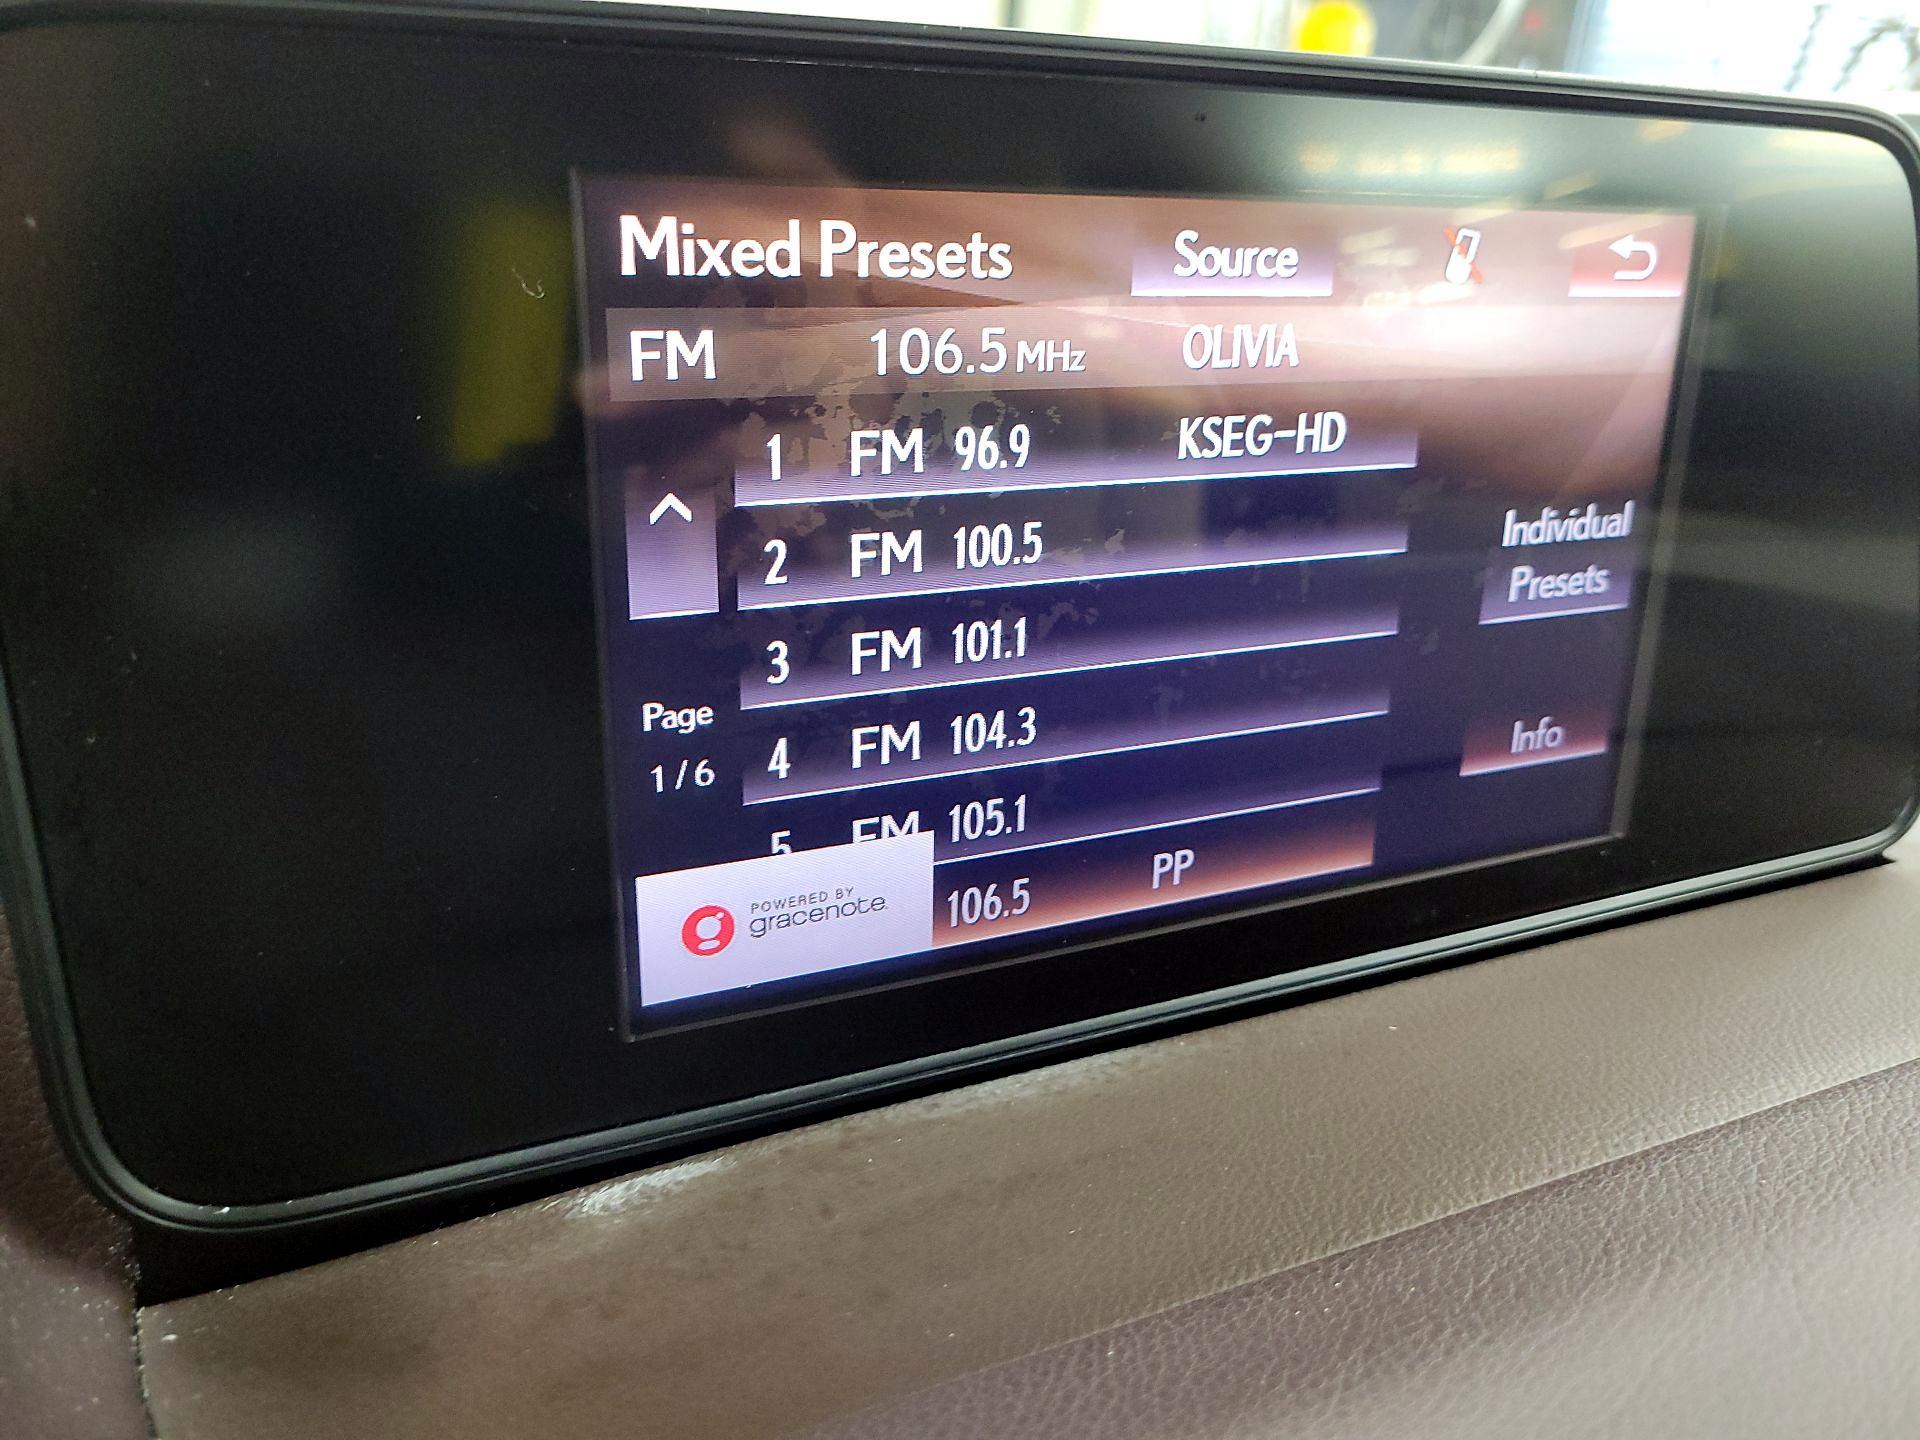 Mixed Presets Source
FM 106.5 MHz OLIVIA
1 FM 96.9 KSEG-HD
2 FM 100.5
Individual
Presets
3 FM 101.1
Page
1/6
4 FM 104.3
Info
5 FM 105.1
106.5 PP
POWERED BY
gracenote.